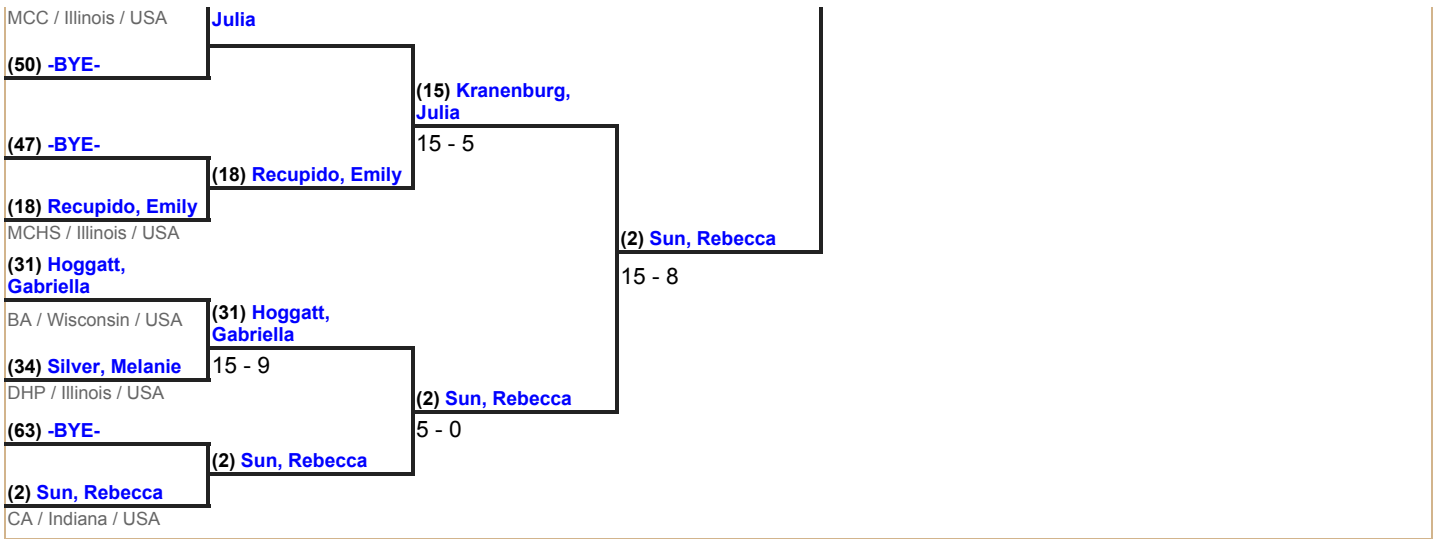 MCC / Illinois / USA
Julia
(50) -BYE-
(15) Kranenburg,
Julia
15 - 5
(47) -BYE-
(18) Recupido, Emily
(18) Recupido, Emily
MCHS / Illinois / USA
(2) Sun, Rebecca
15 - 8
(31) Hoggatt,
Gabriella
BA / Wisconsin / USA
(31) Hoggatt,
Gabriella
15 - 9
(34) Silver, Melanie
DHP / Illinois / USA
(2) Sun, Rebecca
5 - 0
(63) -BYE-
(2) Sun, Rebecca
(2) Sun, Rebecca
CA / Indiana / USA